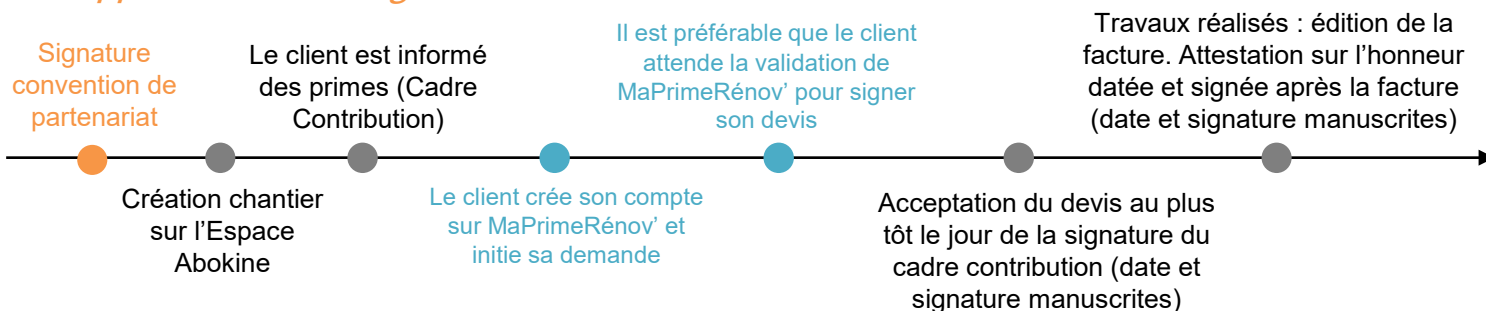 Signature
convention de
partenariat
Création chantier
sur l’Espace
Abokine
Le client est informé
des primes (Cadre
Contribution)
Le client crée son compte
sur MaPrimeRénov’ et
initie sa demande
Il est préférable que le client
attende la validation de
MaPrimeRénov’ pour signer
son devis
Acceptation du devis au plus
tôt le jour de la signature du
cadre contribution (date et
signature manuscrites)
Travaux réalisés : édition de la
facture. Attestation sur l’honneur
datée et signée après la facture
(date et signature manuscrites)